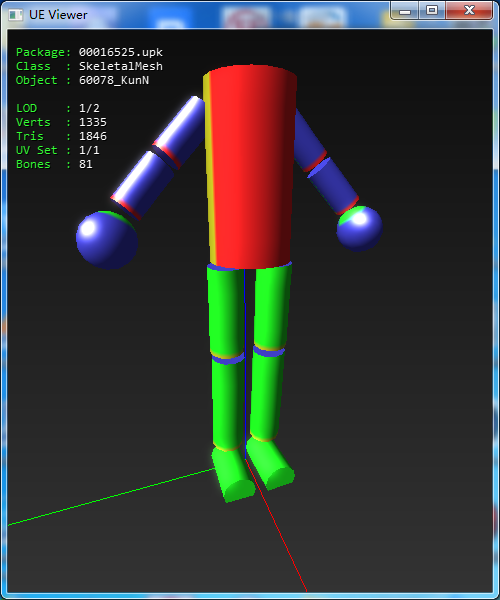 UE Viewer
Package: 00016525.upk
Class : SkeletalMesh
Object : 60078_KunN
LOD : 1/2
Verts : 1335
Tris : 1846
UV Set : 1/1
Bones : 81